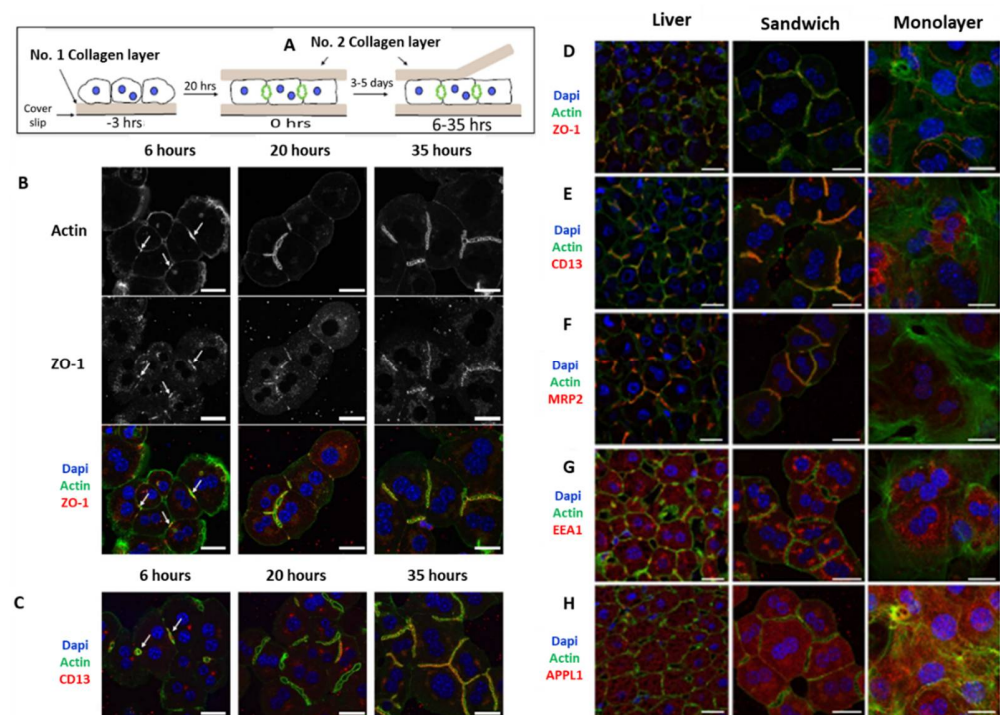 A
No. 1 Collagen layer
No. 2 Collagen layer
20 hrs
3-5 days
Cover
slip
-3 hrs
0 hrs
6-35 hrs
6 hours
20 hours
35 hours
B
Actin
ZO-1
Dapi
Actin
ZO-1
6 hours
20 hours
35 hours
C
Dapi
Actin
CD13
Liver
Sandwich
Monolayer
D
Dapi
Actin
ZO-1
E
Dapi
Actin
CD13
F
Dapi
Actin
MRP2
G
Dapi
Actin
EEA1
H
Dapi
Actin
APPL1